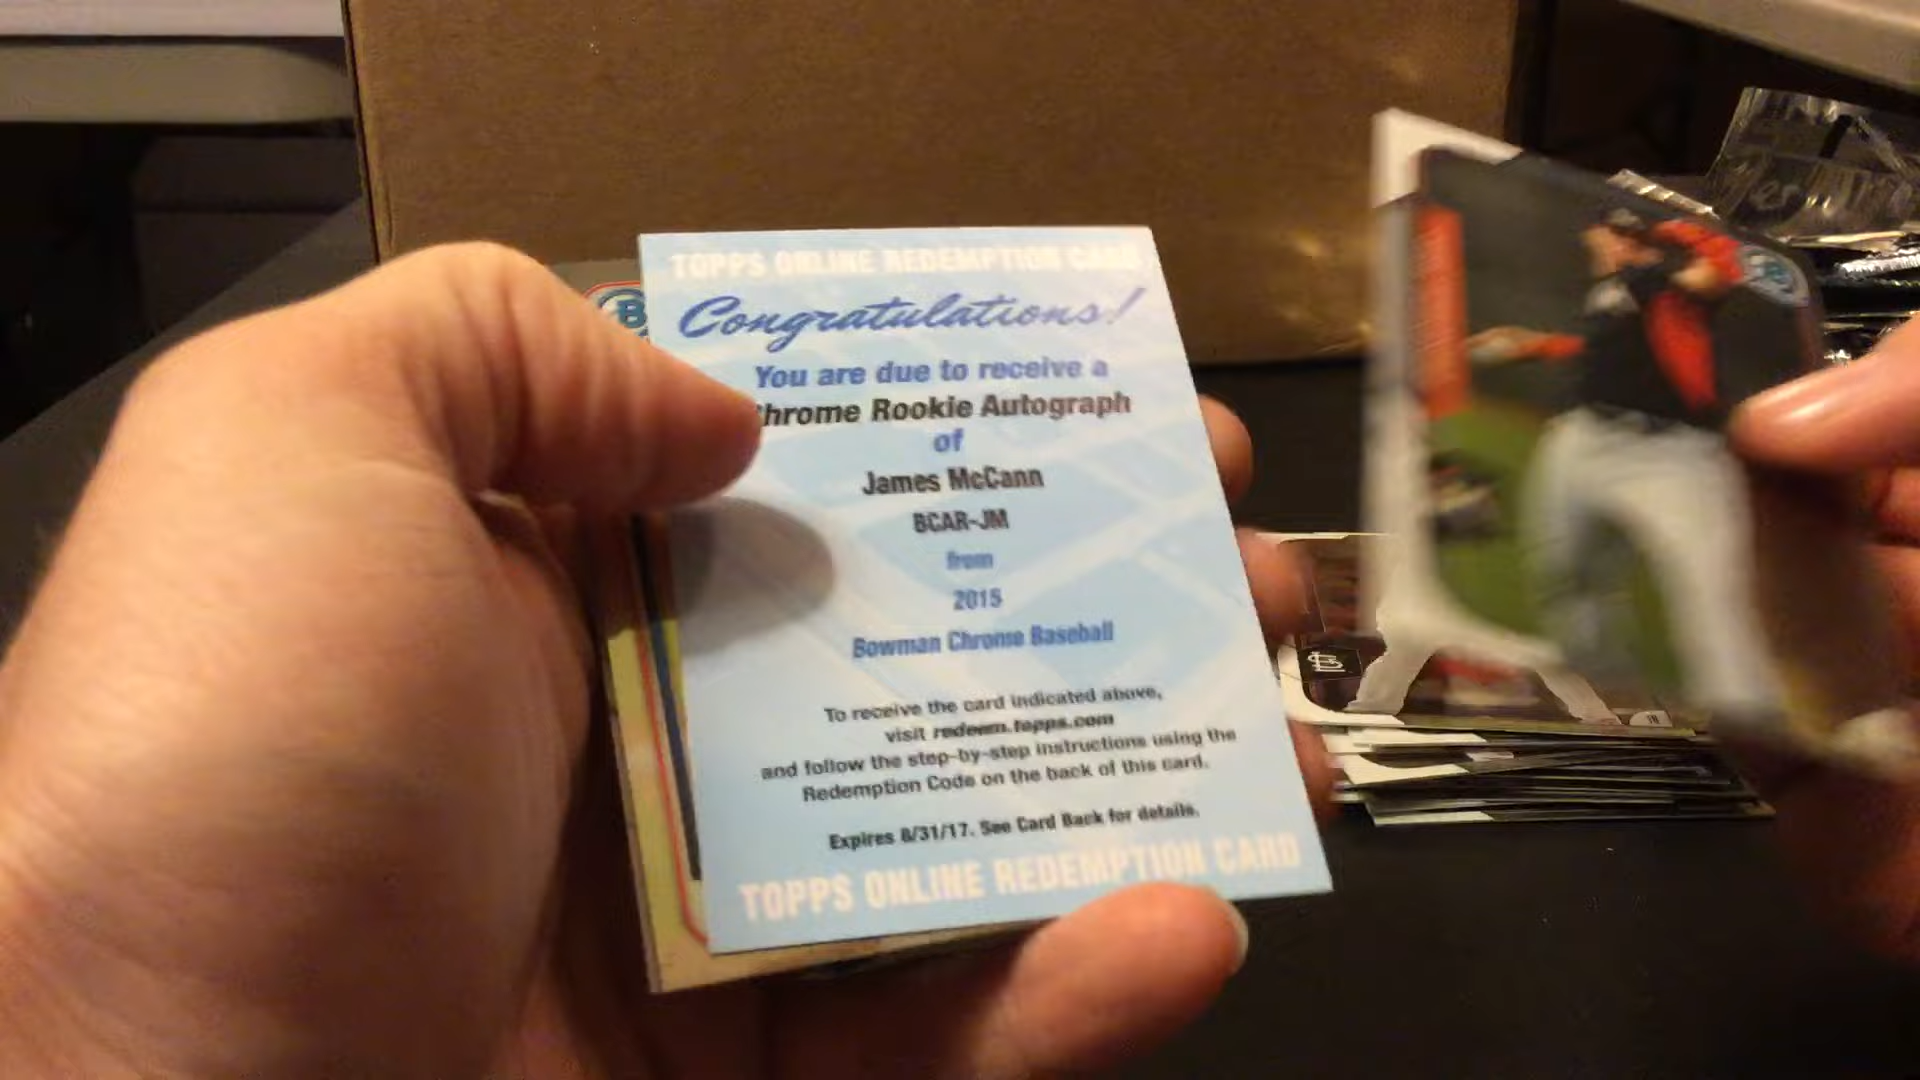 TOPPS ONLINE REDEMPTION CARD
Congratulations!
You are due to receive a
hrome Rookie Autograph
of
James McCann
BCAR-JM
from
2015
Bowman Chrome Baseball
To receive the card indicated above,
visit redeem.topps.com
and follow the step-by-step instructions using the
Redemption Code on the back of this card.
Expires 8/31/17. See Card Back for details.
TOPPS ONLINE REDEMPTION CARD
B